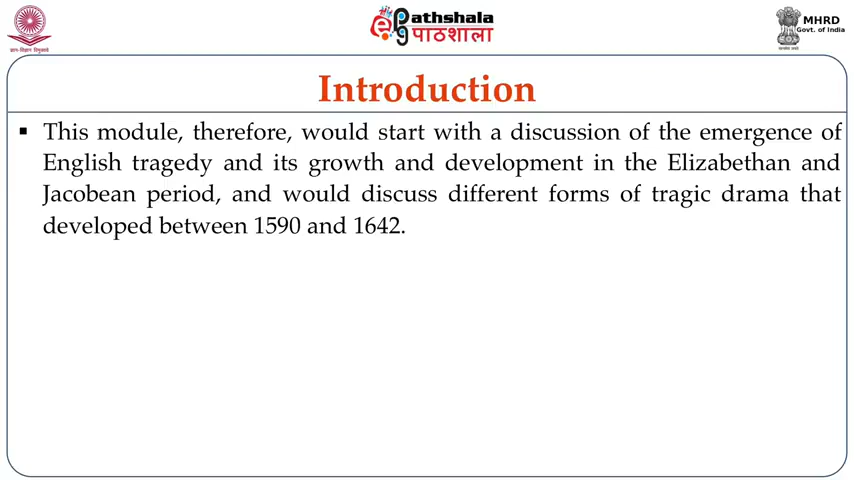 ePathshala
पाठशाला
MHRD
Govt. of India
Introduction
▪ This module, therefore, would start with a discussion of the emergence of
English tragedy and its growth and development in the Elizabethan and
Jacobean period, and would discuss different forms of tragic drama that
developed between 1590 and 1642.